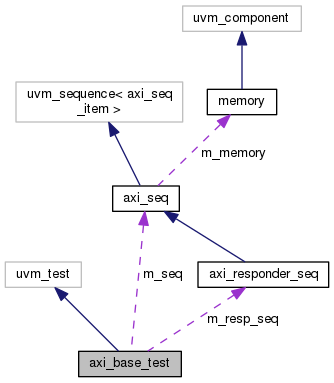 uvm_component
uvm_sequence< axi_seq
_item >
memory
m_memory
axi_seq
uvm_test
m_seq
axi_responder_seq
m_resp_seq
axi_base_test